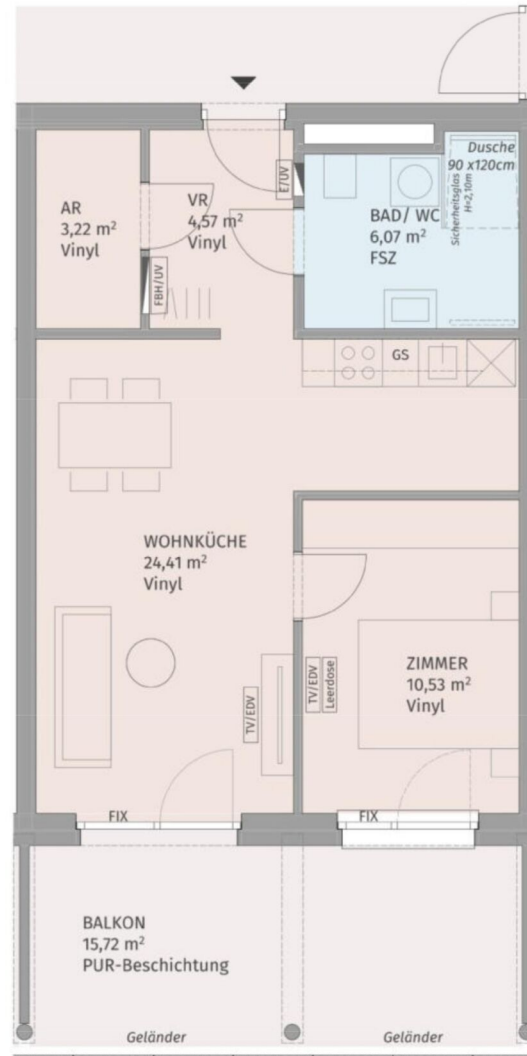 Dusche
90 x120cm
Sicherheitsglas
H=2,10m
E/UV
AR
3,22 m²
Vinyl
VR
4,57 m²
Vinyl
BAD/ WC
6,07 m²
FSZ
FBH/UV
GS
WOHNKÜCHE
24,41 m²
Vinyl
TV/EDV
TV/EDV
Leerdose
ZIMMER
10,53 m²
Vinyl
FIX
FIX
BALKON
15,72 m²
PUR-Beschichtung
Geländer
Geländer